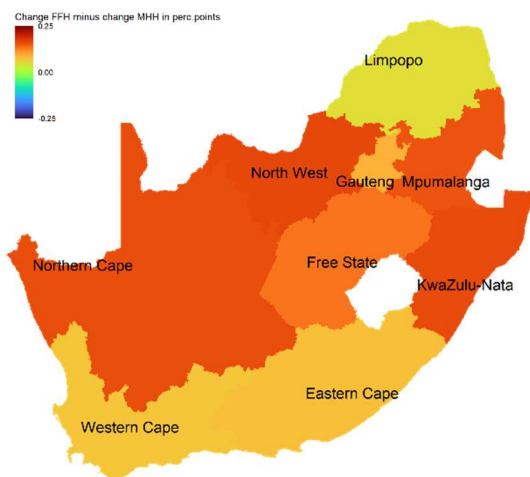 Change FFH minus change MHH in perc.points
0.25
0.00
-0.25
Limpopo
North West
Gauteng
Mpumalanga
Northern Cape
Free State
KwaZulu-Nata
Eastern Cape
Western Cape